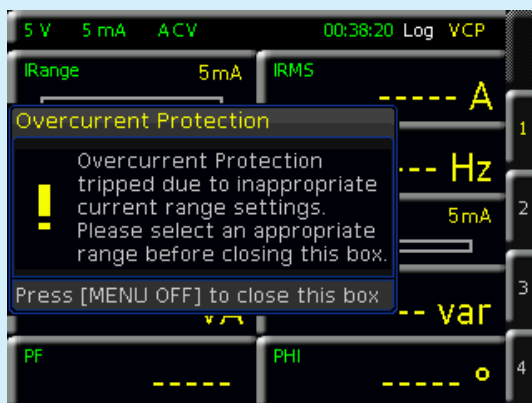 5 V 5 mA ACV 00:38:20 Log VCP
IRange 5mA IRMS
----- A
Overcurrent Protection
Overcurrent Protection
tripped due to inappropriate
current range settings.
Please select an appropriate
range before closing this box.
Press [MENU OFF] to close this box
! 
1
--- Hz
5mA
2
3
-- var
PF ----- PHI ----- °
4